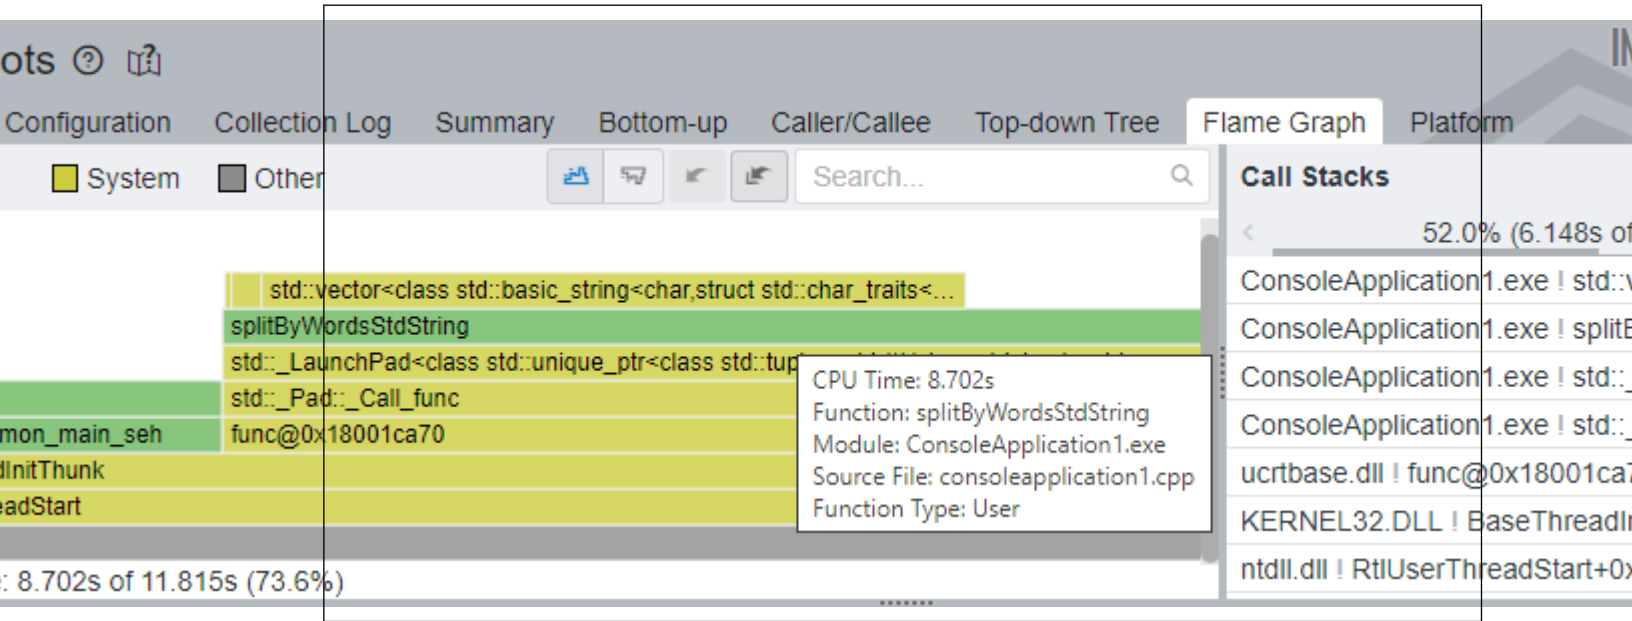 ots
Configuration Collection Log Summary Bottom-up Caller/Callee Top-down Tree Flame Graph Platform
System Other Search... Call Stacks
52.0% (6.148s of
std::vector<class std::basic_string<char,struct std::char_traits<... ConsoleApplication1.exe ! std::v
splitByWordsStdString ConsoleApplication1.exe ! splitB
std::_LaunchPad<class std::unique_ptr<class std::tup
CPU Time: 8.702s ConsoleApplication1.exe ! std::_
std::_Pad::_Call_func
Function: splitByWordsStdString ConsoleApplication1.exe ! std::_
mon_main_seh func@0x18001ca70
Module: ConsoleApplication1.exe
dInitThunk Source File: consoleapplication1.cpp ucrtbase.dll ! func@0x18001ca7
eadStart Function Type: User KERNEL32.DLL ! BaseThreadIn
: 8.702s of 11.815s (73.6%) ntdll.dll ! RtlUserThreadStart+0x